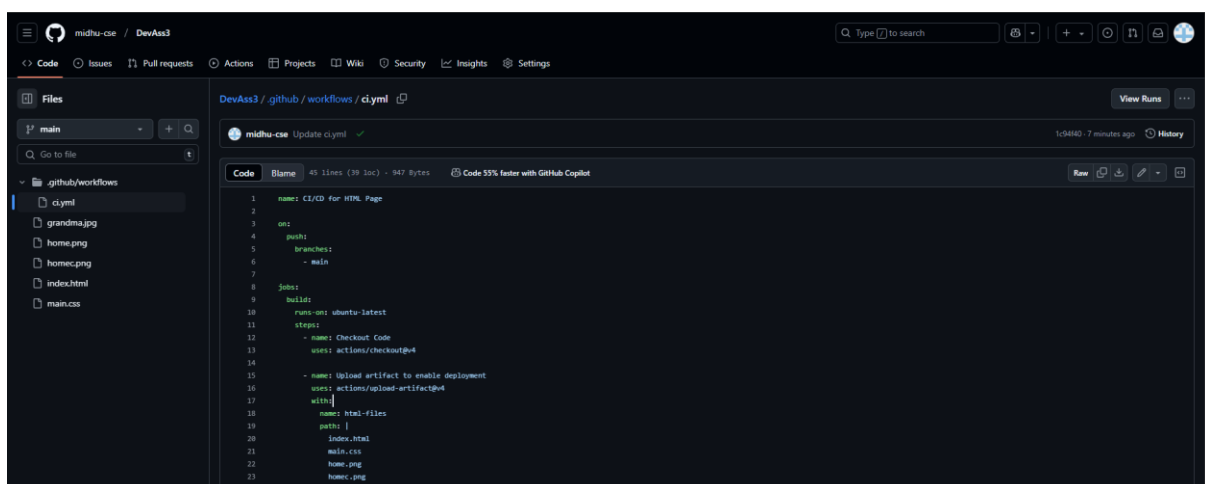 midhu-cse / DevAss3
Type / to search
Code Issues Pull requests Actions Projects Wiki Security Insights Settings
Files
main
Go to file t
.github/workflows
ci.yml
grandma.jpg
home.png
homec.png
index.html
main.css
DevAss3 / .github / workflows / ci.yml
View Runs
midhu-cse Update ci.yml
1c94f40 · 7 minutes ago History
Code Blame 45 lines (39 loc) · 947 Bytes Code 55% faster with GitHub Copilot
Raw
1 name: CI/CD for HTML Page
2
3 on:
4 push:
5 branches:
6 - main
7
8 jobs:
9 build:
10 runs-on: ubuntu-latest
11 steps:
12 - name: Checkout Code
13 uses: actions/checkout@v4
14
15 - name: Upload artifact to enable deployment
16 uses: actions/upload-artifact@v4
17 with:
18 name: html-files
19 path: |
20 index.html
21 main.css
22 home.png
23 homec.png